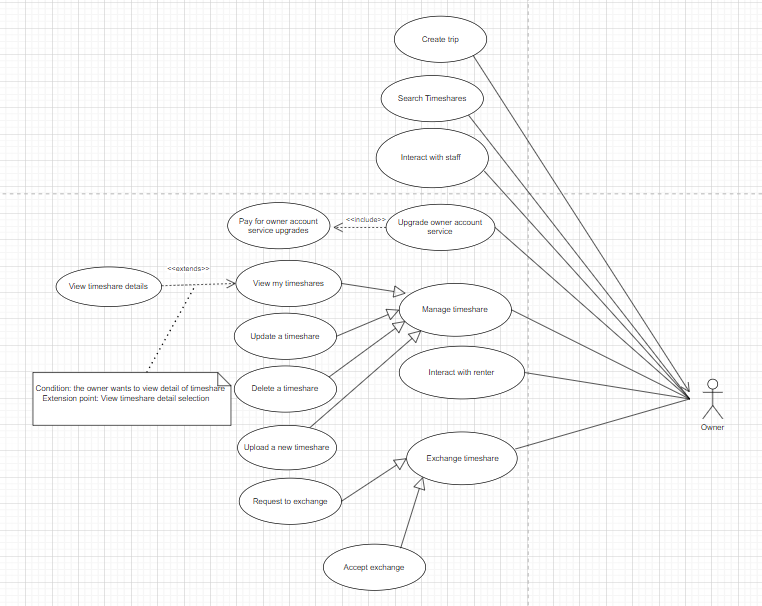 Create trip
Search Timeshares
Interact with staff
Pay for owner account
service upgrades
<<include>>
Upgrade owner account
service
<<extends>>
View timeshare details
View my timeshares
Manage timeshare
Update a timeshare
Interact with renter
Condition: the owner wants to view detail of timeshare
Extension point: View timeshare detail selection
Delete a timeshare
Owner
Upload a new timeshare
Exchange timeshare
Request to exchange
Accept exchange